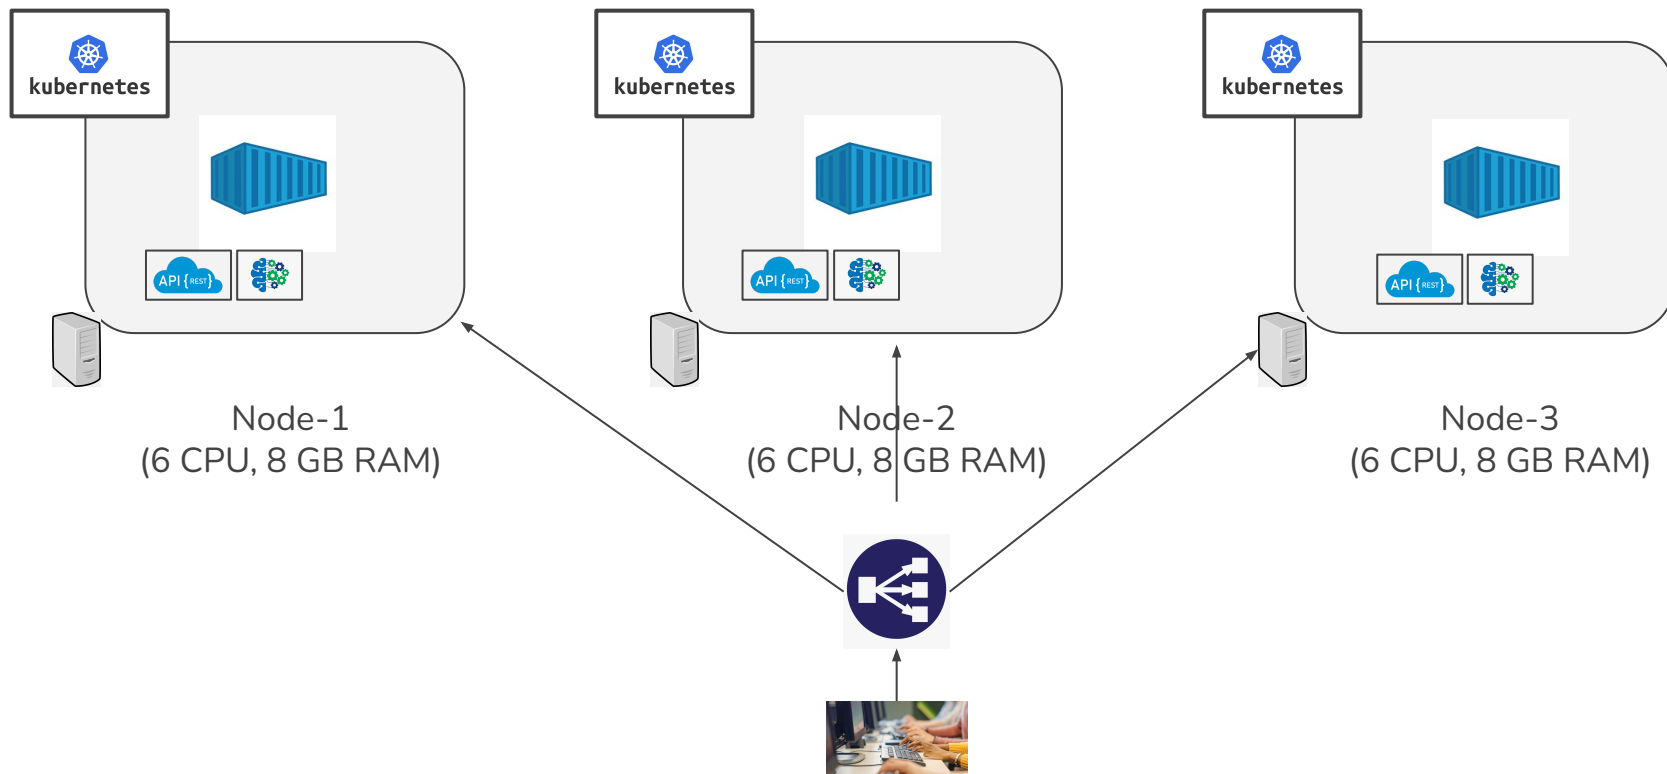 kubernetes
kubernetes
kubernetes
API {REST}
API {REST}
API {REST}
Node-1
(6 CPU, 8 GB RAM)
Node-2
(6 CPU, 8 GB RAM)
Node-3
(6 CPU, 8 GB RAM)